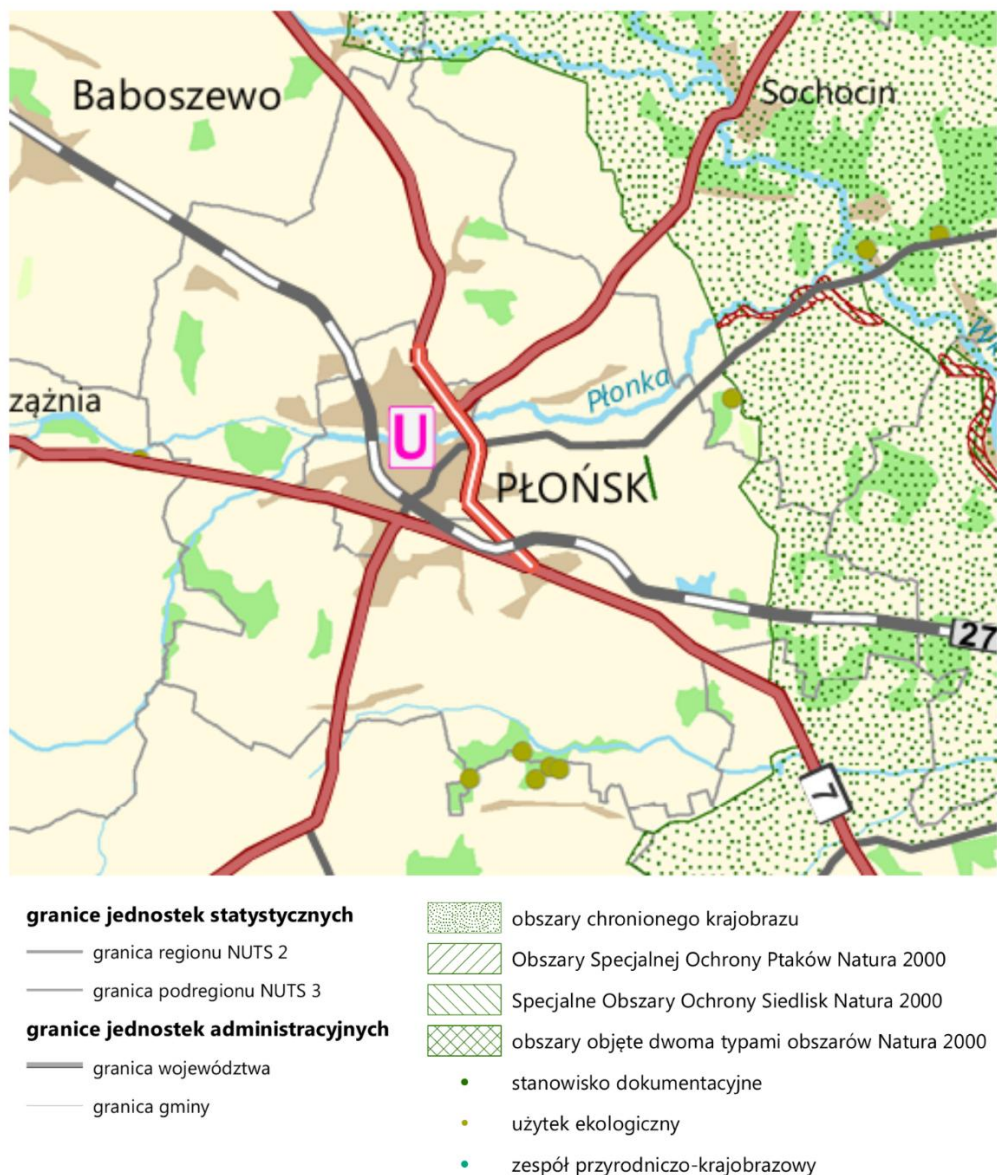 Baboszewo
Sochocin
Płonka
U
PŁOŃSK
27
7
granice jednostek statystycznych
granica regionu NUTS 2
granica podregionu NUTS 3
granice jednostek administracyjnych
granica województwa
granica gminy
obszary chronionego krajobrazu
Obszary Specjalnej Ochrony Ptaków Natura 2000
Specjalne Obszary Ochrony Siedlisk Natura 2000
obszary objęte dwoma typami obszarów Natura 2000
stanowisko dokumentacyjne
użytek ekologiczny
zespół przyrodniczo-krajobrazowy